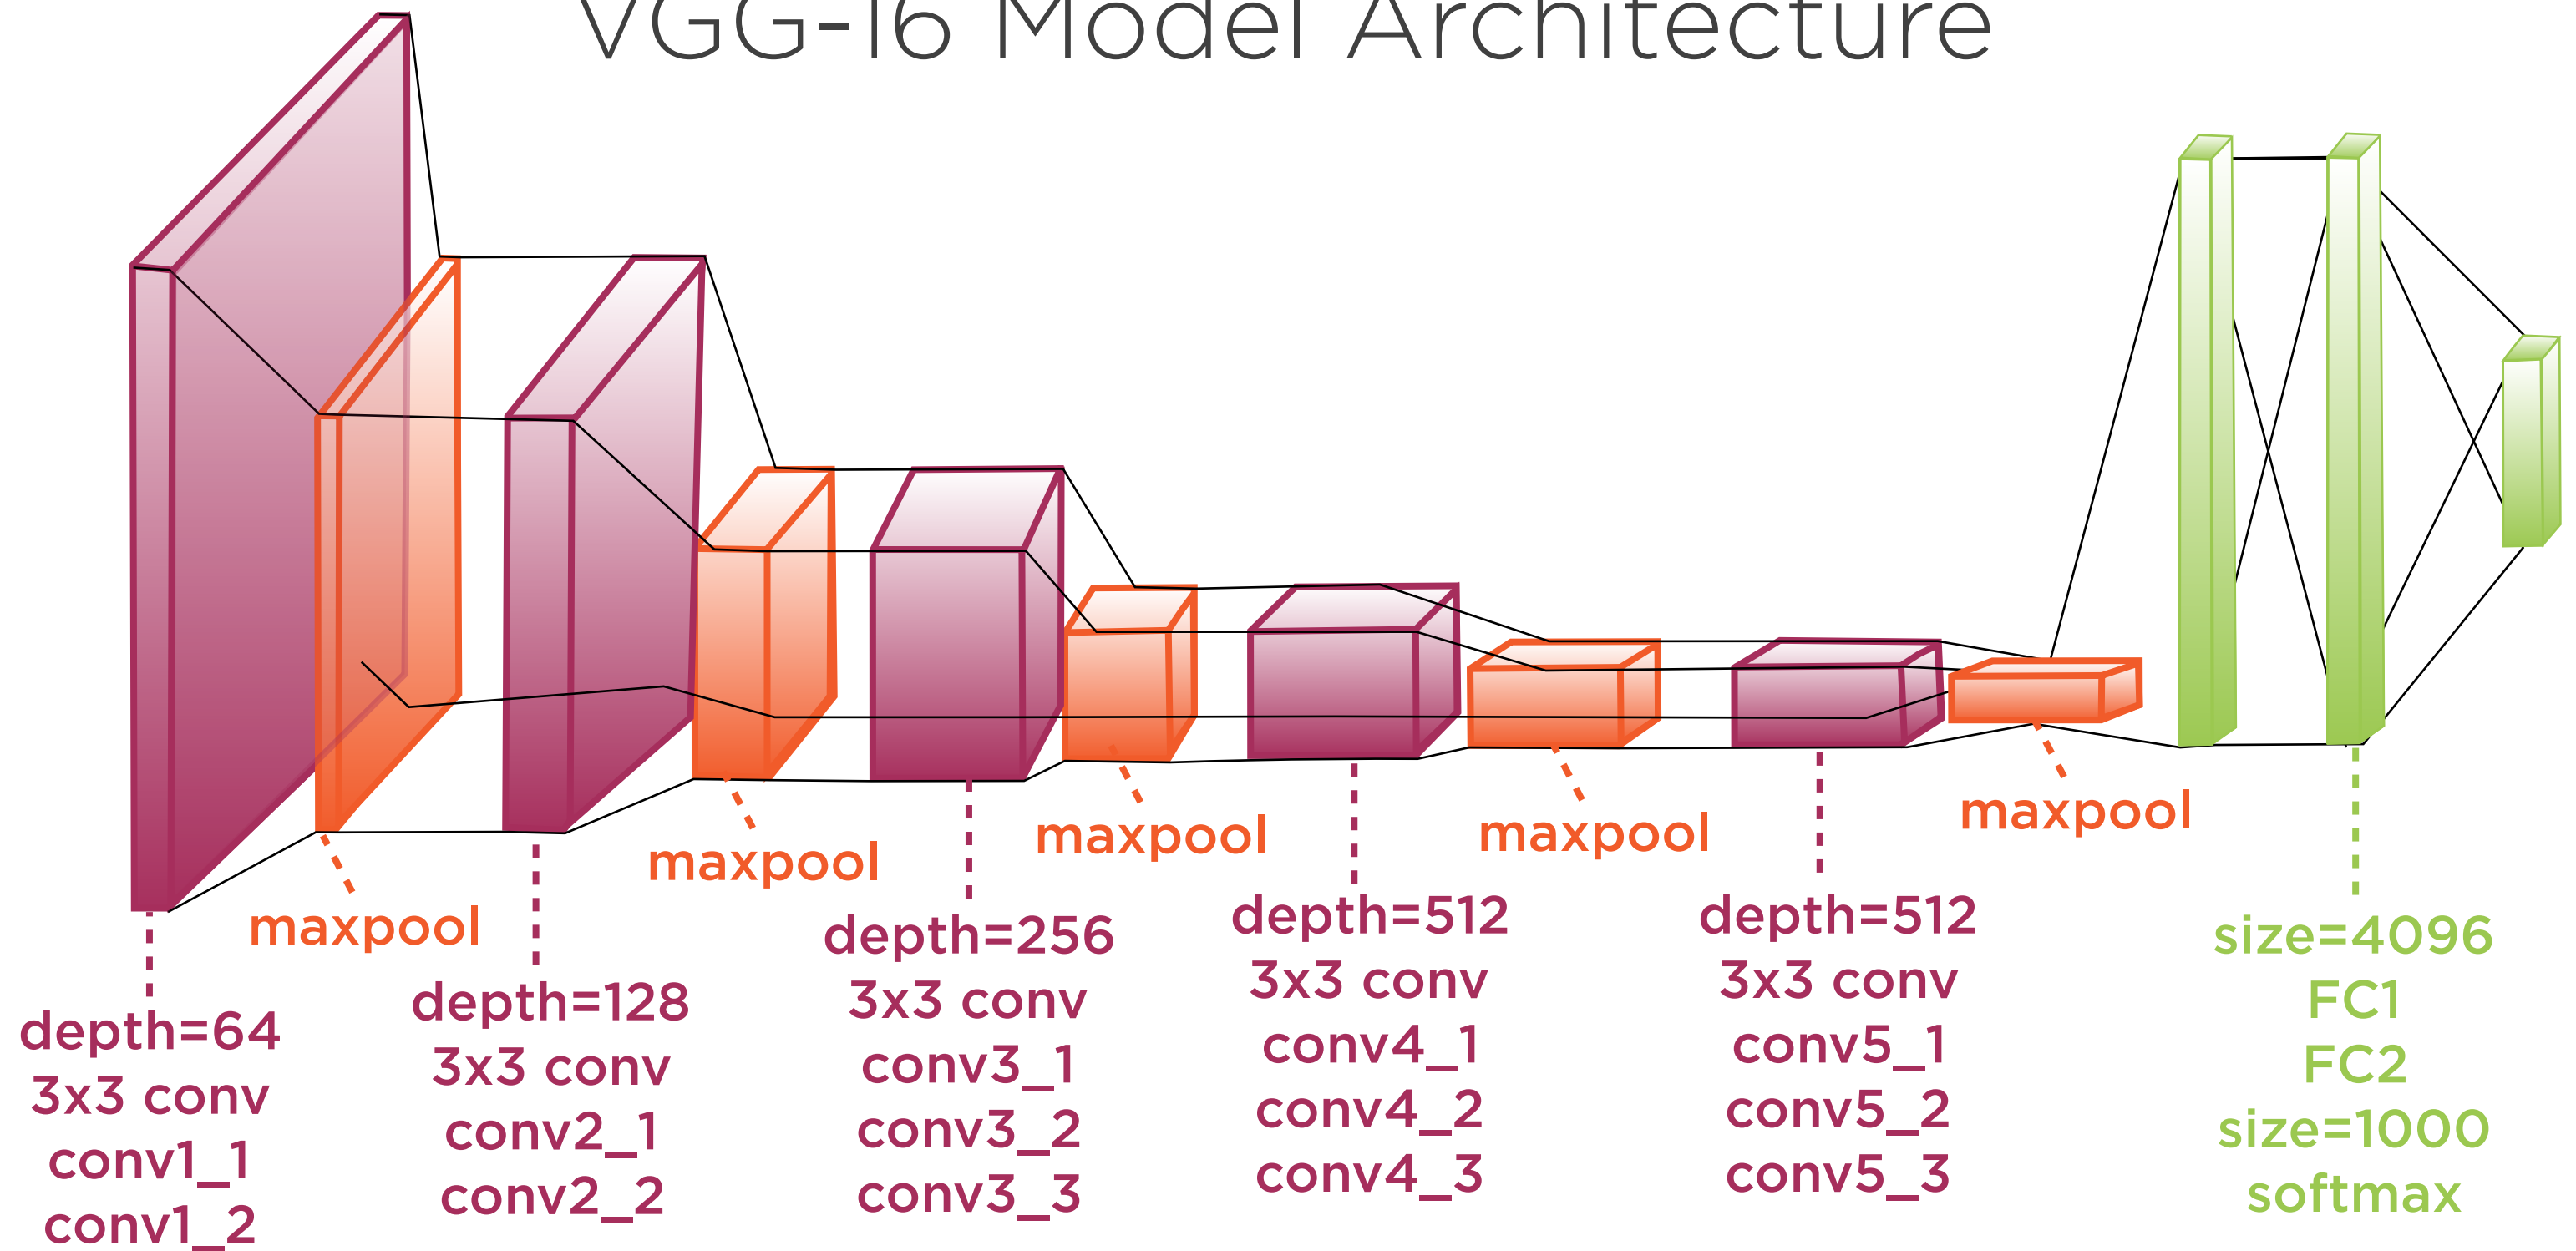 VGG-16 Model Architecture
maxpool
maxpool
maxpool
maxpool
maxpool
depth=64
3x3 conv
conv1_1
conv1_2
depth=128
3x3 conv
conv2_1
conv2_2
depth=256
3x3 conv
conv3_1
conv3_2
conv3_3
depth=512
3x3 conv
conv4_1
conv4_2
conv4_3
depth=512
3x3 conv
conv5_1
conv5_2
conv5_3
size=4096
FC1
FC2
size=1000
softmax